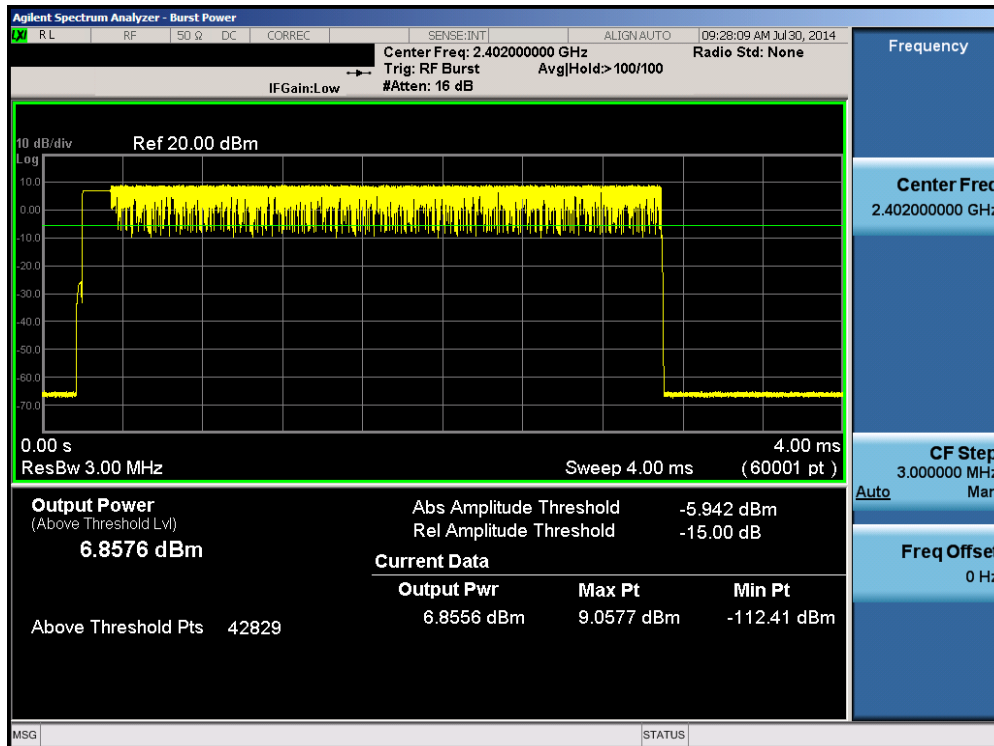 Agilent Spectrum Analyzer - Burst Power
LXI R L RF 50 Ω DC CORREC SENSE:INT ALIGN AUTO 09:28:09 AM Jul 30, 2014
Center Freq: 2.402000000 GHz Radio Std: None
Trig: RF Burst Avg|Hold:>100/100
IFGain:Low #Atten: 16 dB
Frequency
10 dB/div Ref 20.00 dBm
Log
10.0
0.00
-10.0
-20.0
-30.0
-40.0
-50.0
-60.0
-70.0
0.00 s 4.00 ms
ResBw 3.00 MHz Sweep 4.00 ms (60001 pt)
Center Freq
2.402000000 GHz
CF Step
3.000000 MHz
Auto Man
Freq Offset
0 Hz
Output Power
(Above Threshold Lvl)
6.8576 dBm
Above Threshold Pts 42829
Abs Amplitude Threshold -5.942 dBm
Rel Amplitude Threshold -15.00 dB
Current Data
Output Pwr Max Pt Min Pt
6.8556 dBm 9.0577 dBm -112.41 dBm
MSG STATUS